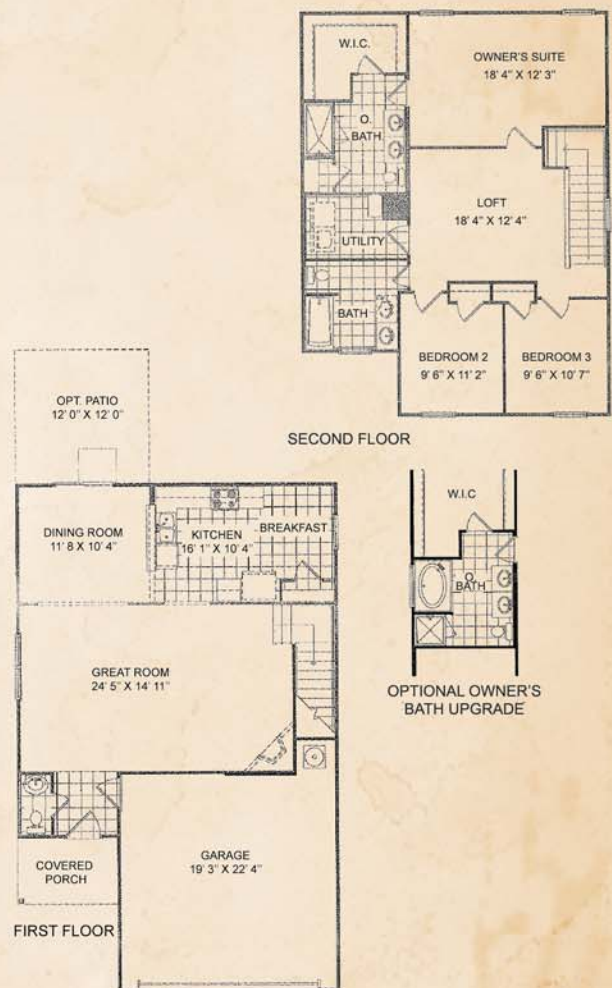 W.I.C.
OWNER'S SUITE
18' 4" X 12' 3"
O.
BATH
LOFT
18' 4" X 12' 4"
UTILITY
BATH
BEDROOM 2
9' 6" X 11' 2"
BEDROOM 3
9' 6" X 10' 7"
SECOND FLOOR
OPT. PATIO
12' 0" X 12' 0"
DINING ROOM
11' 8 X 10' 4"
KITCHEN
16' 1" X 10' 4"
BREAKFAST
GREAT ROOM
24' 5" X 14' 11"
COVERED
PORCH
GARAGE
19' 3" X 22' 4"
FIRST FLOOR
W.I.C
O.
BATH
OPTIONAL OWNER'S
BATH UPGRADE